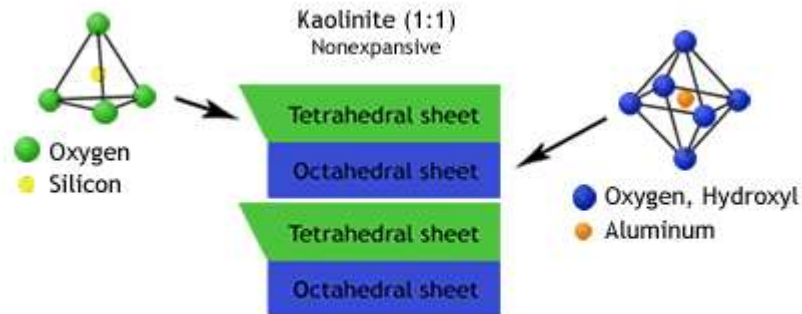 Kaolinite (1:1)
Nonexpansive
Tetrahedral sheet
Octahedral sheet
Tetrahedral sheet
Octahedral sheet
Oxygen
Silicon
Oxygen, Hydroxyl
Aluminum